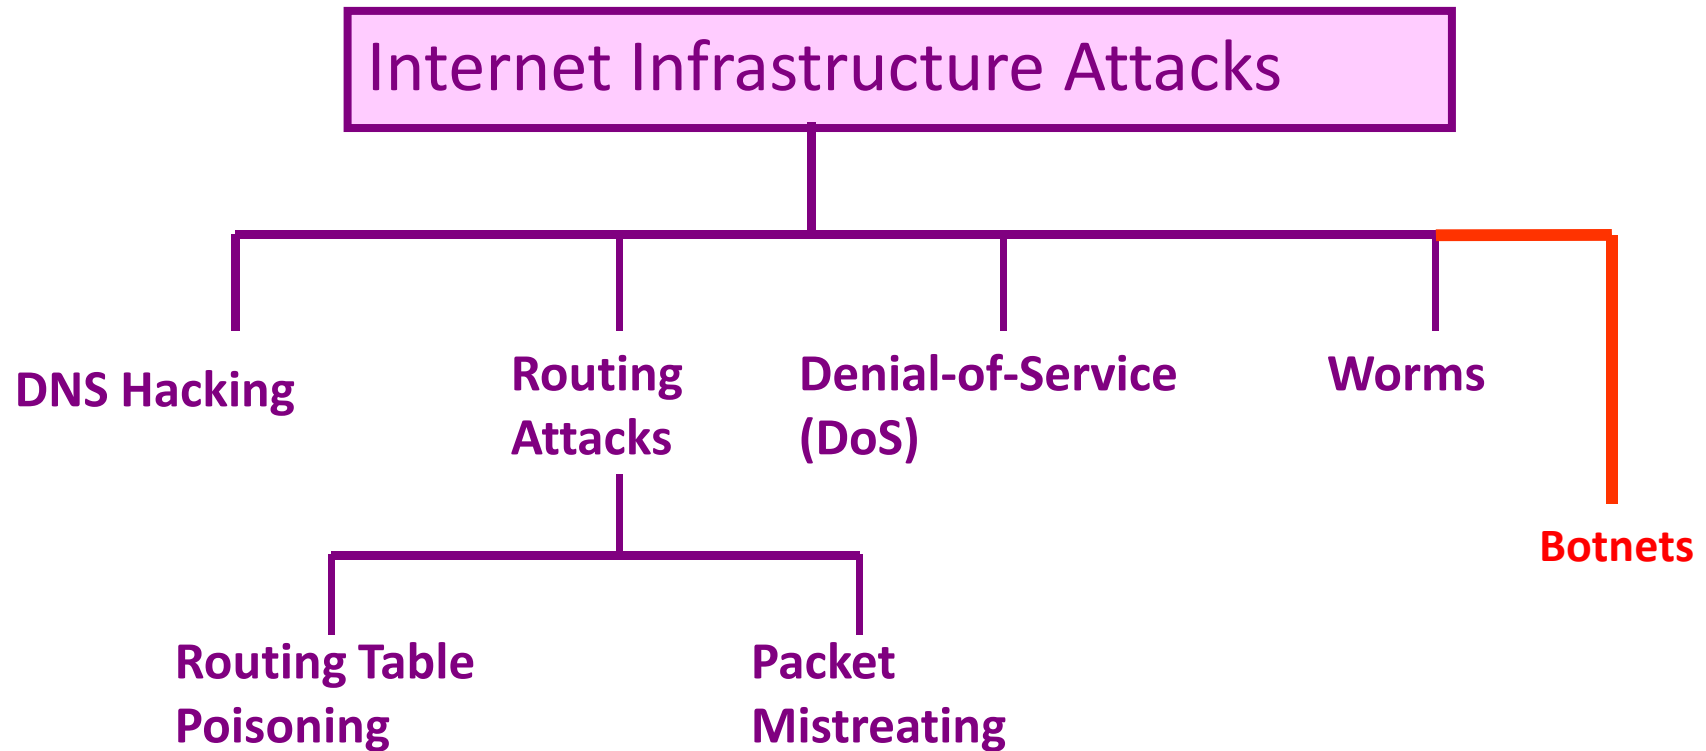 Internet Infrastructure Attacks
DNS Hacking
Routing
Attacks
Denial-of-Service
(DoS)
Worms
Botnets
Routing Table
Poisoning
Packet
Mistreating